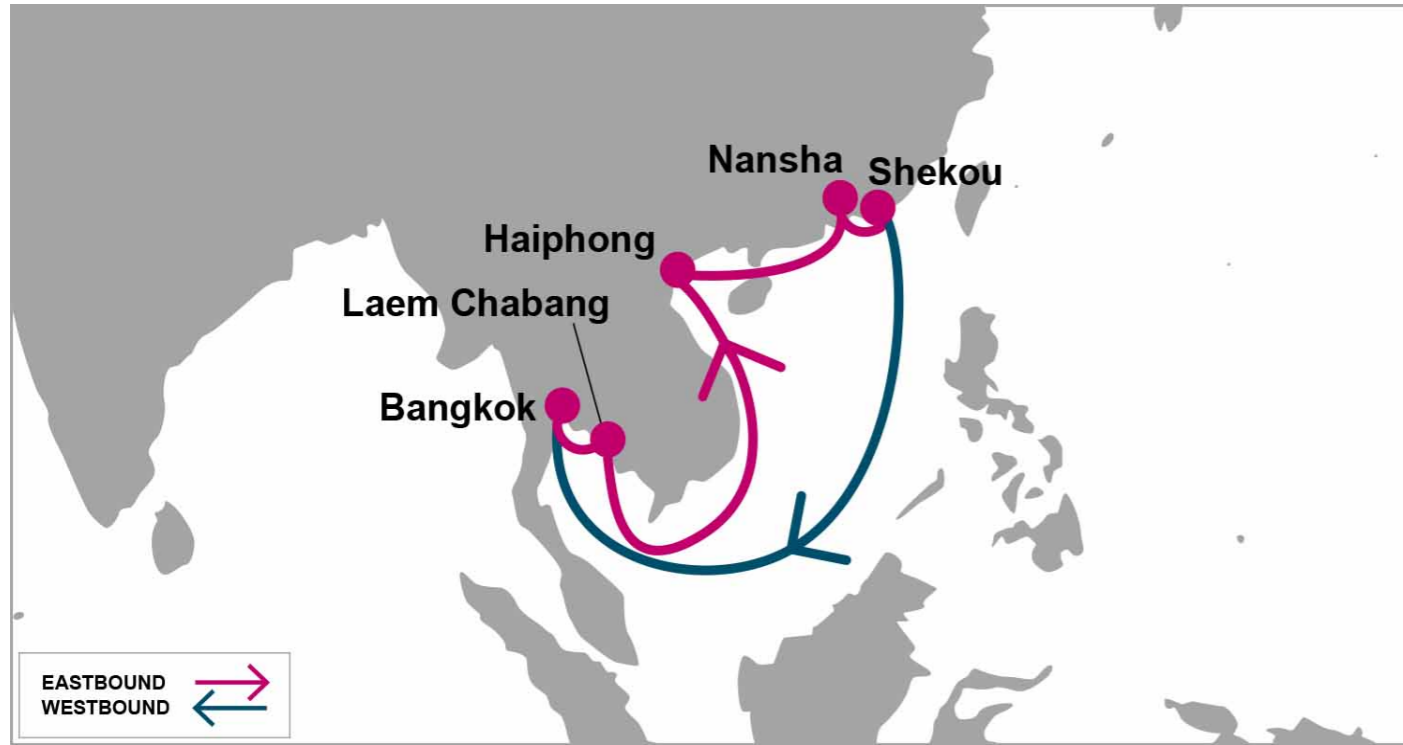 Nansha
Shekou
Haiphong
Laem Chabang
Bangkok
EASTBOUND
WESTBOUND